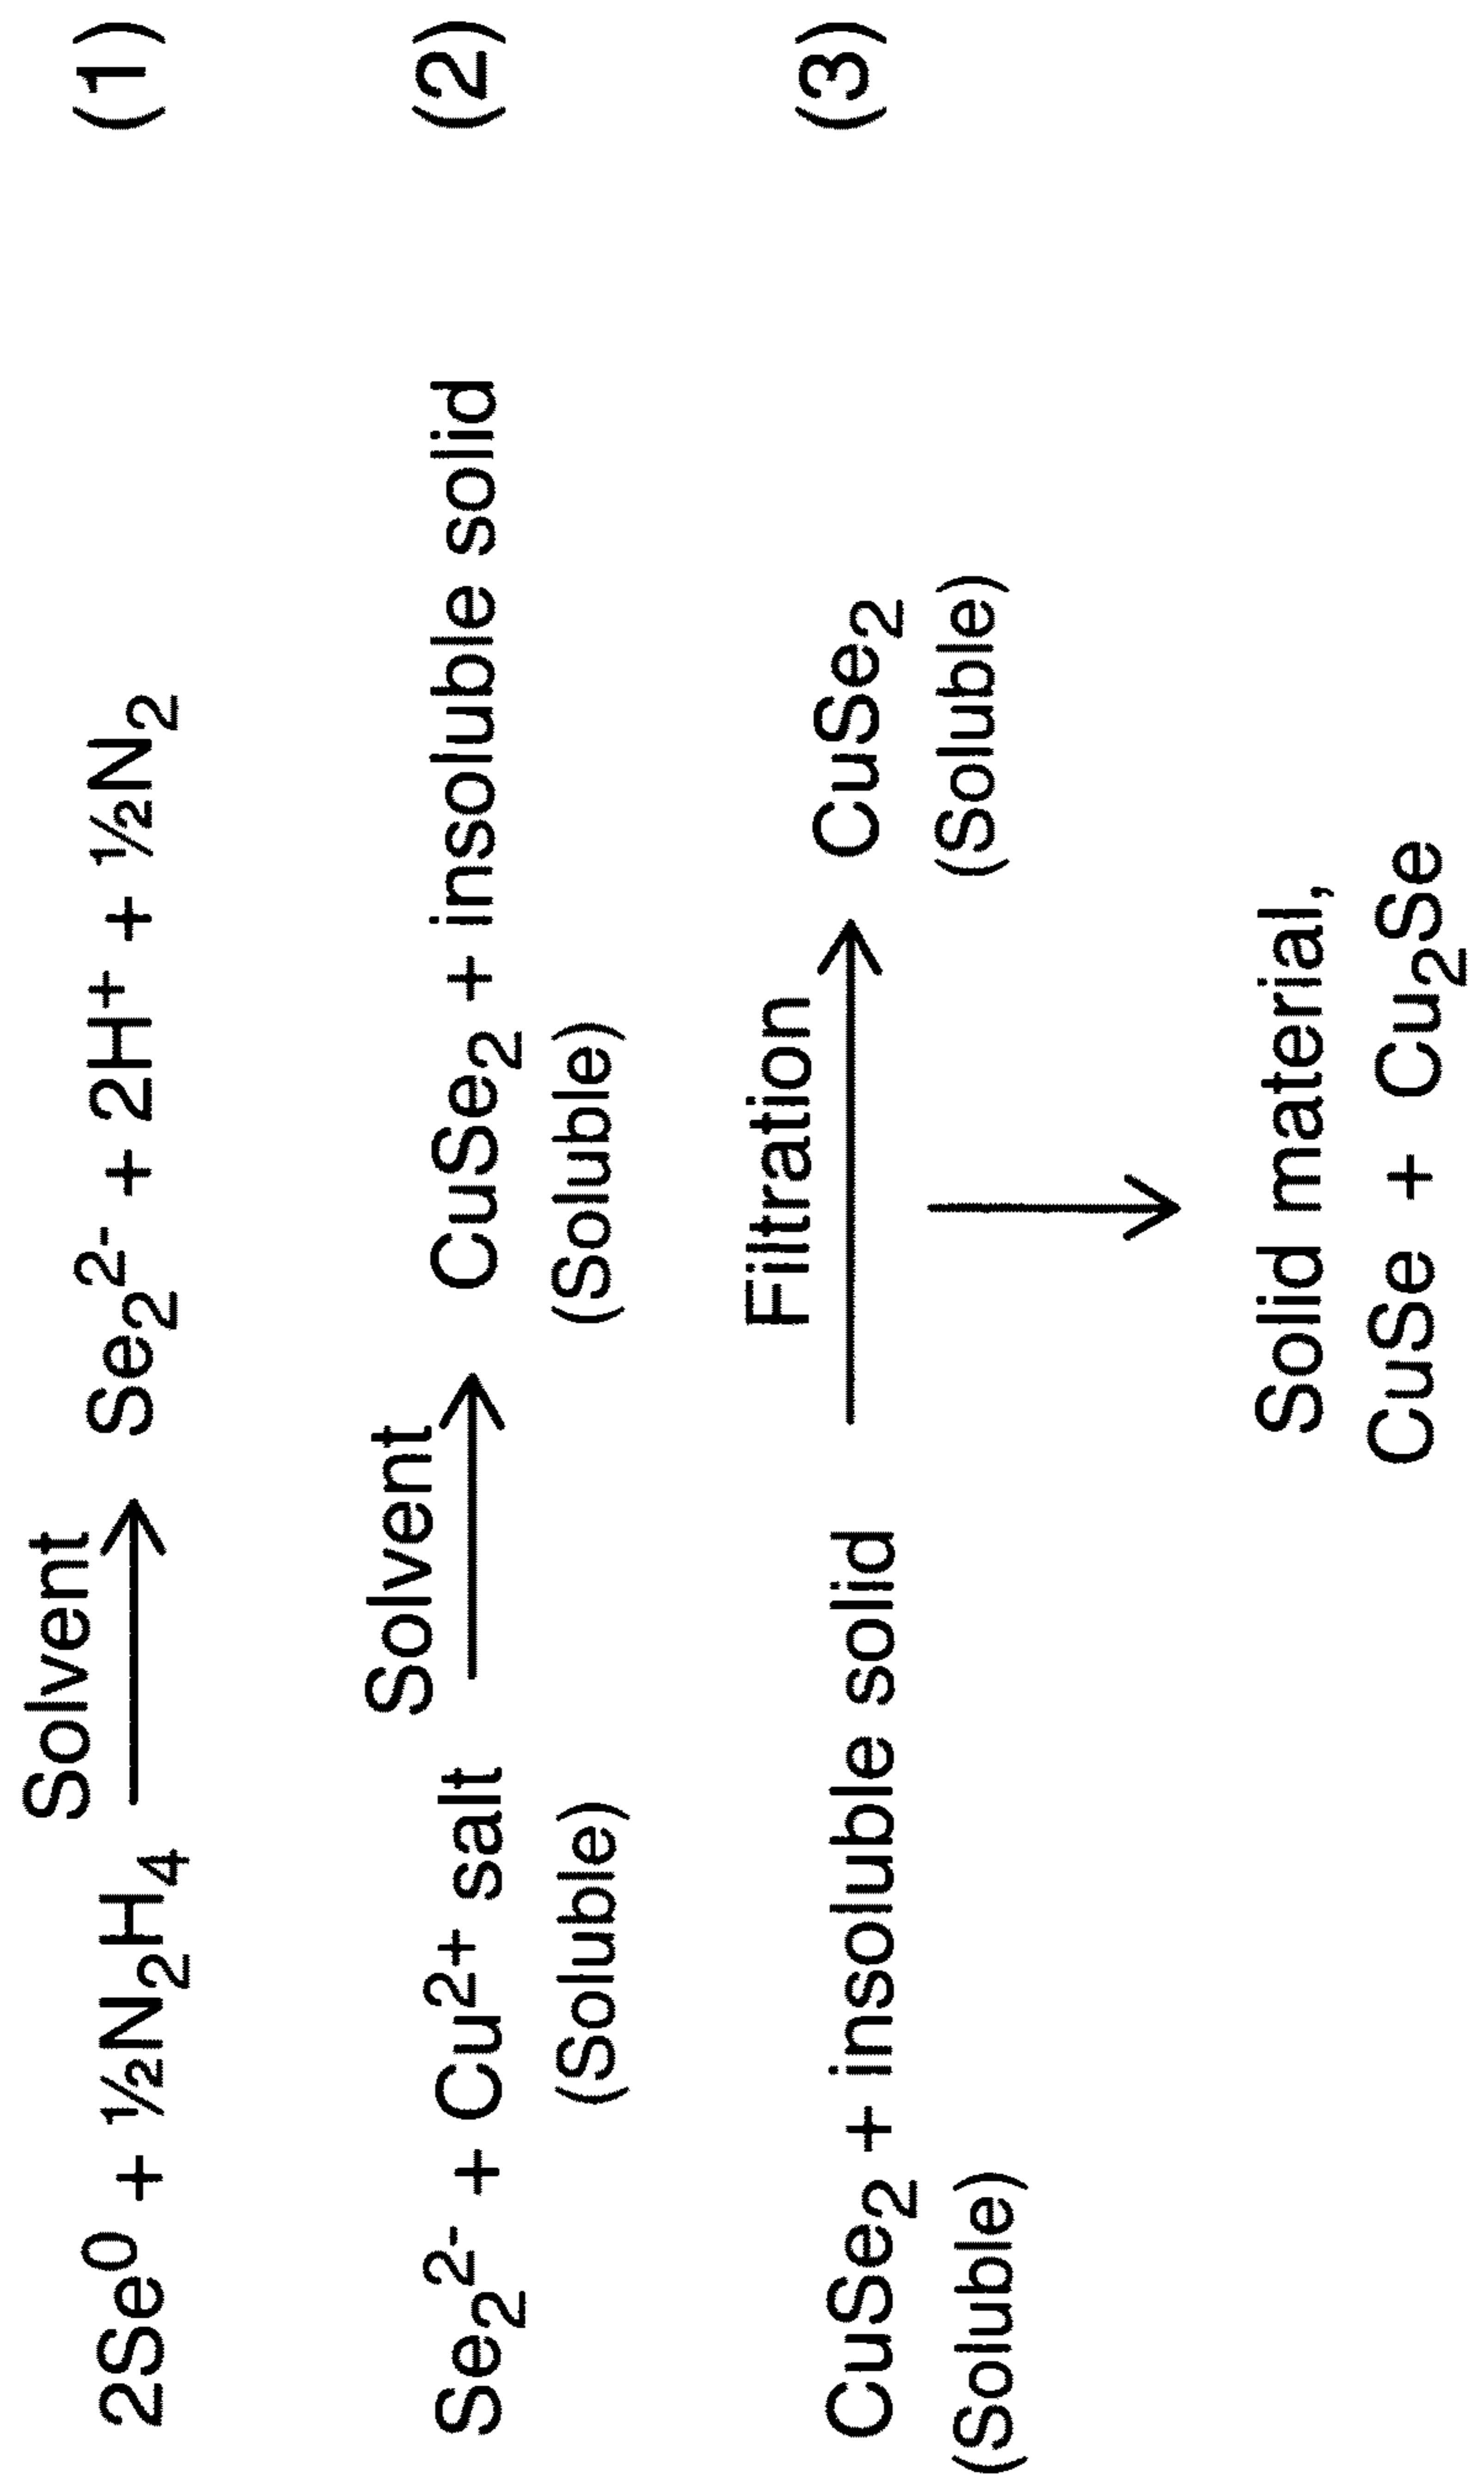 Solvent
2Se⁰ + ½N₂H₄ → Se₂²⁻ + 2H⁺ + ½N₂ (1)
Solvent
Se₂²⁻ + Cu²⁺ salt → CuSe₂ + insoluble solid (2)
(Soluble) (Soluble)
Filtration
CuSe₂ + insoluble solid → CuSe₂ (3)
(Soluble) (Soluble)
Solid material,
CuSe + Cu₂Se